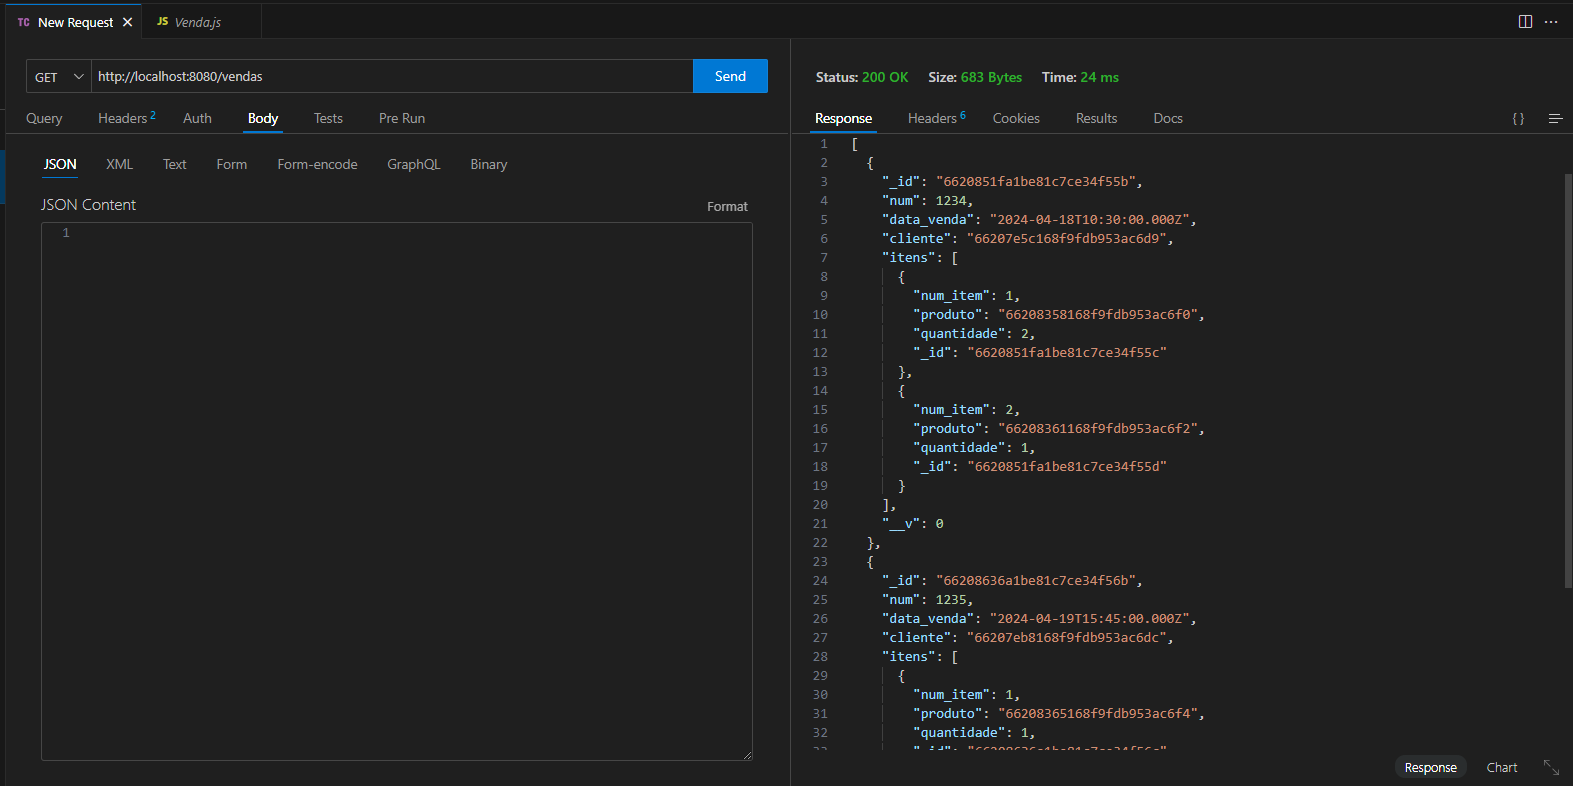 TC New Request
JS Venda.js
GET http://localhost:8080/vendas Send
Query Headers 2 Auth Body Tests Pre Run
JSON XML Text Form Form-encode GraphQL Binary
JSON Content Format
1
Status: 200 OK Size: 683 Bytes Time: 24 ms
Response Headers 6 Cookies Results Docs {}
1 [
2 {
3 "_id": "6620851fa1be81c7ce34f55b",
4 "num": 1234,
5 "data_venda": "2024-04-18T10:30:00.000Z",
6 "cliente": "66207e5c168f9fdb953ac6d9",
7 "itens": [
8 {
9 "num_item": 1,
10 "produto": "66208358168f9fdb953ac6f0",
11 "quantidade": 2,
12 "_id": "6620851fa1be81c7ce34f55c"
13 },
14 {
15 "num_item": 2,
16 "produto": "66208361168f9fdb953ac6f2",
17 "quantidade": 1,
18 "_id": "6620851fa1be81c7ce34f55d"
19 }
20 ],
21 "__v": 0
22 },
23 {
24 "_id": "66208636a1be81c7ce34f56b",
25 "num": 1235,
26 "data_venda": "2024-04-19T15:45:00.000Z",
27 "cliente": "66207eb8168f9fdb953ac6dc",
28 "itens": [
29 {
30 "num_item": 1,
31 "produto": "66208365168f9fdb953ac6f4",
32 "quantidade": 1,
Response Chart